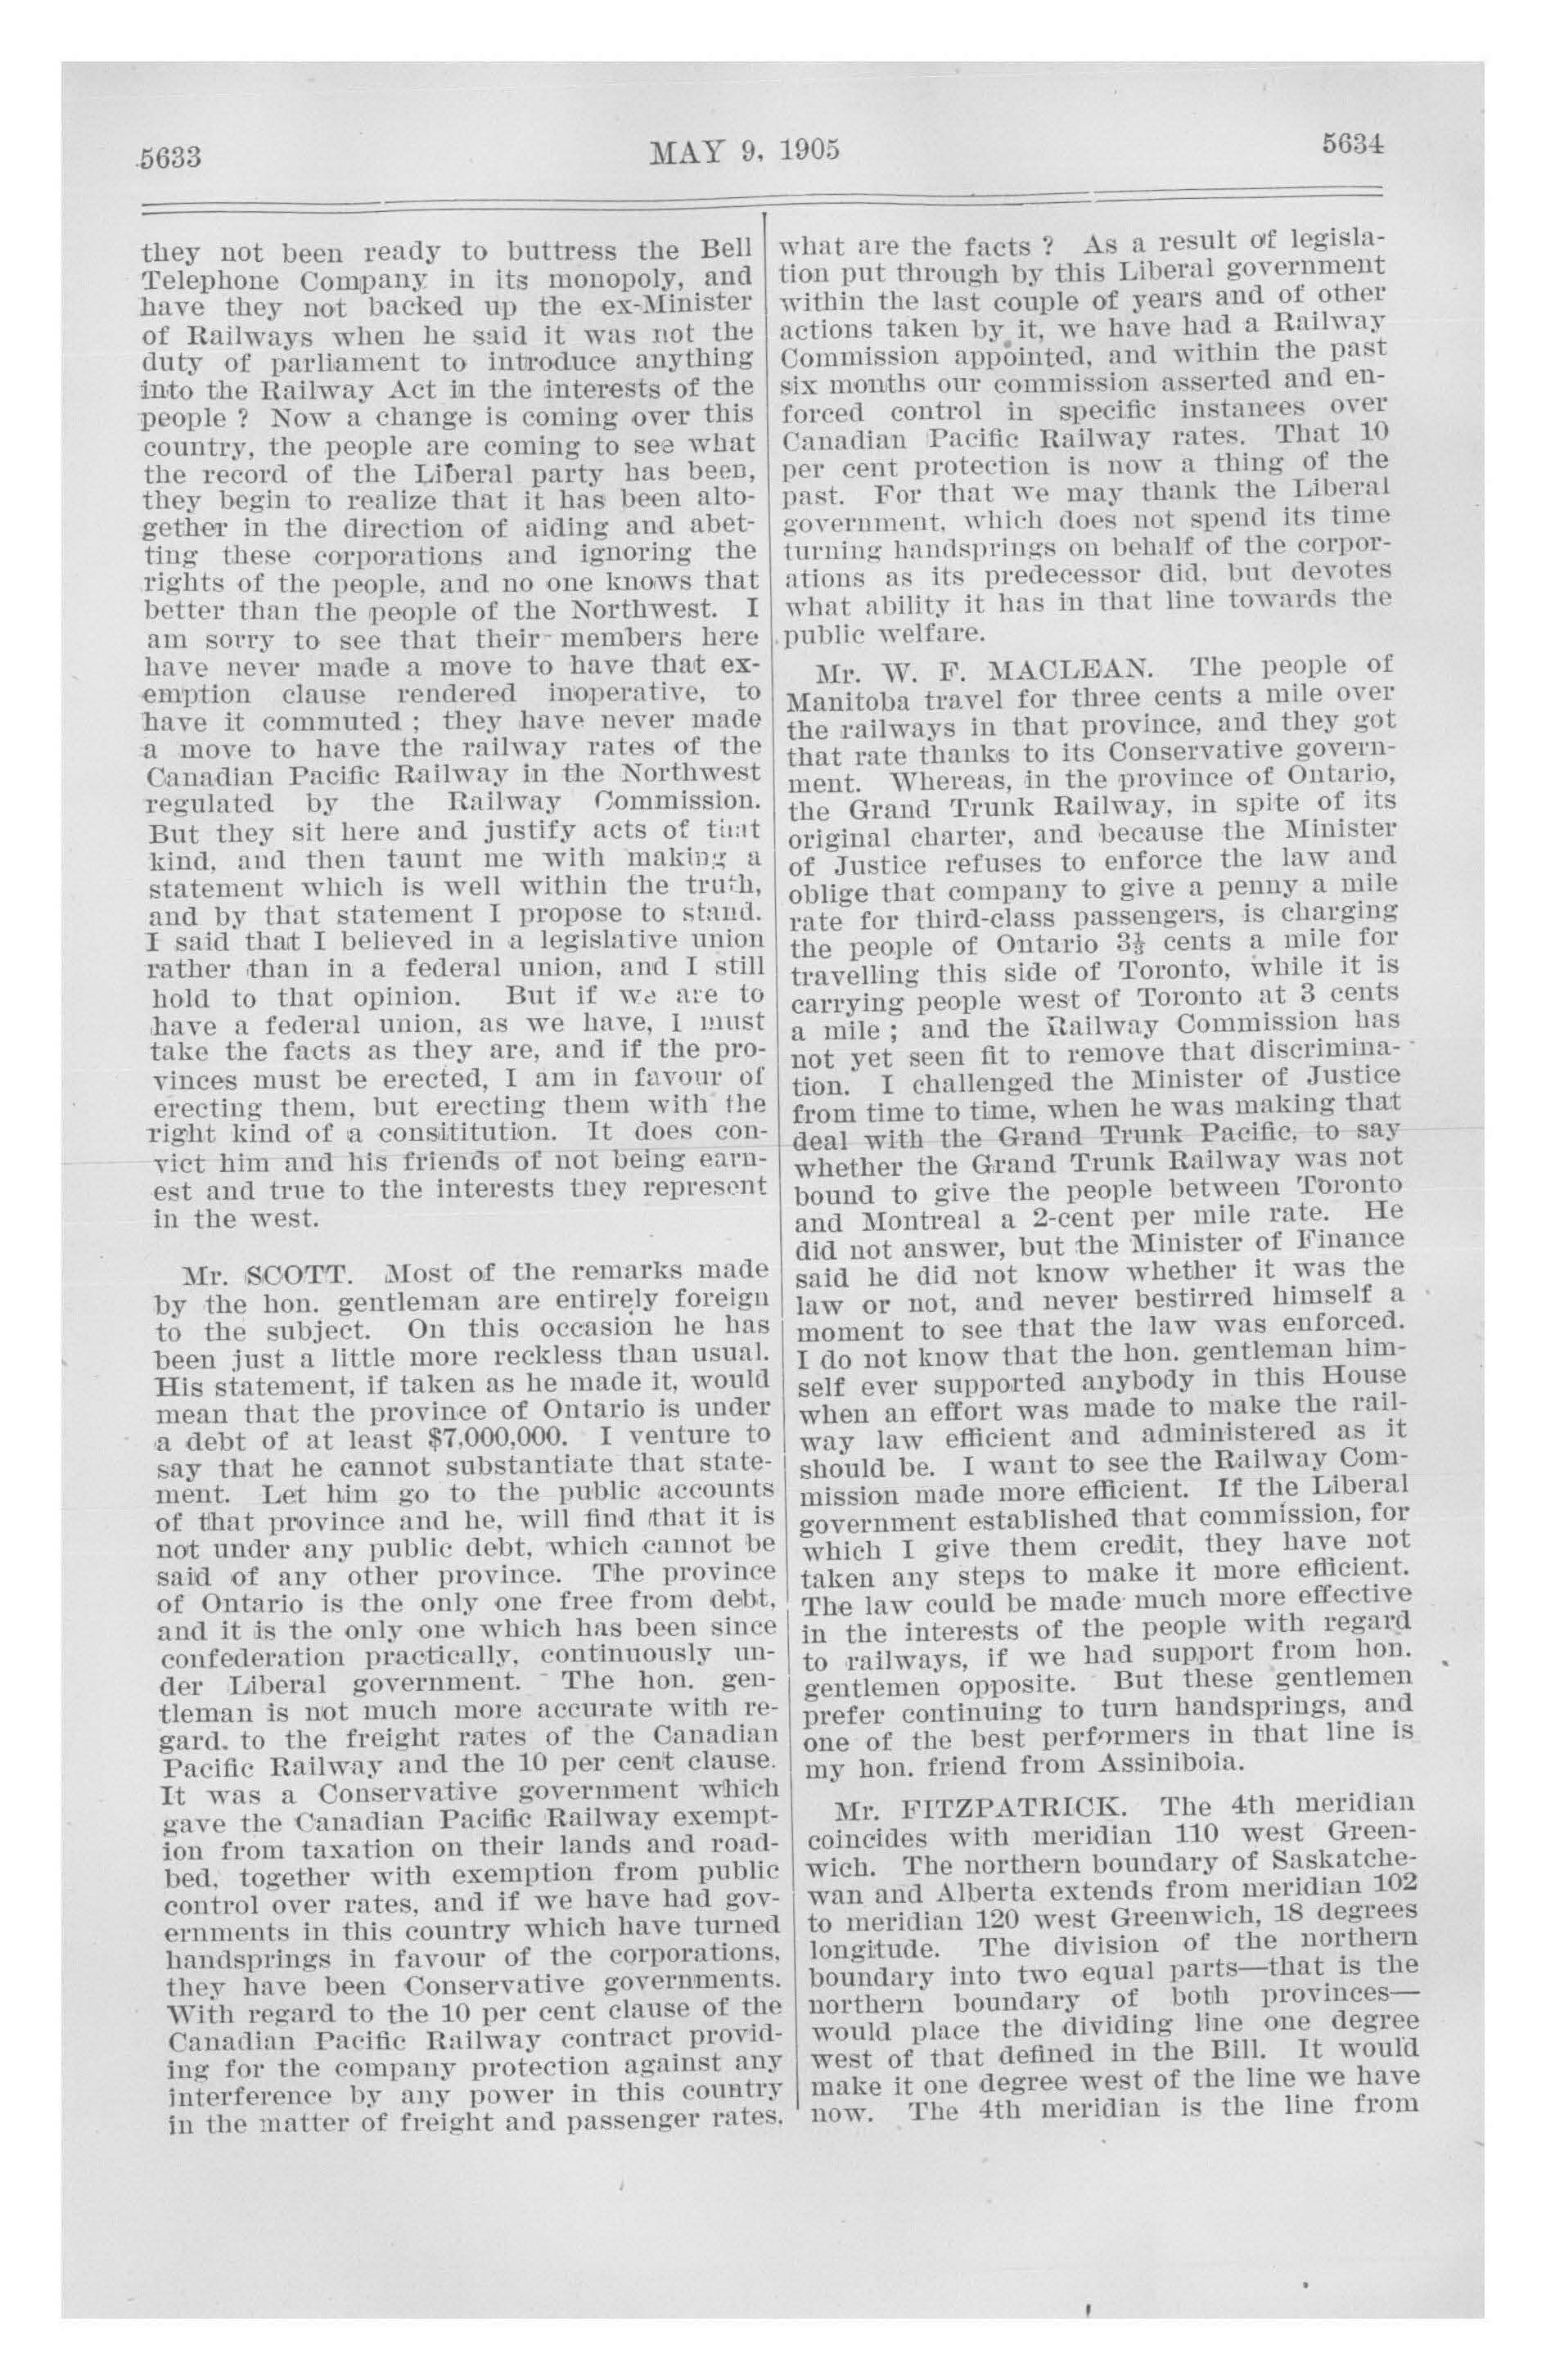 5633
MAY 9, 1905
5634
they not been ready to buttress the Bell
Telephone Company in its monopoly, and
have they not backed up the ex-Minister
of Railways when he said it was not the
duty of parliament to introduce anything
into the Railway Act in the interests of the
people ? Now a change is coming over this
country, the people are coming to see what
the record of the Liberal party has been,
they begin to realize that it has been alto-
gether in the direction of aiding and abet-
ting these corporations and ignoring the
rights of the people, and no one knows that
better than the people of the Northwest. I
am sorry to see that their members here
have never made a move to have that ex-
emption clause rendered inoperative, to
have it commuted ; they have never made
a move to have the railway rates of the
Canadian Pacific Railway in the Northwest
regulated by the Railway Commission.
But they sit here and justify acts of that
kind, and then taunt me with making a
statement which is well within the truth,
and by that statement I propose to stand.
I said that I believed in a legislative union
rather than in a federal union, and I still
hold to that opinion. But if we are to
have a federal union, as we have, I must
take the facts as they are, and if the pro-
vinces must be erected, I am in favour of
erecting them, but erecting them with the
right kind of a consititution. It does con-
vict him and his friends of not being earn-
est and true to the interests they represent
in the west.
Mr. SCOTT. Most of the remarks made
by the hon. gentleman are entirely foreign
to the subject. On this occasion he has
been just a little more reckless than usual.
His statement, if taken as he made it, would
mean that the province of Ontario is under
a debt of at least $7,000,000. I venture to
say that he cannot substantiate that state-
ment. Let him go to the public accounts
of that province and he, will find that it is
not under any public debt, which cannot be
said of any other province. The province
of Ontario is the only one free from debt,
and it is the only one which has been since
confederation practically, continuously un-
der Liberal government. The hon. gen-
tleman is not much more accurate with re-
gard. to the freight rates of the Canadian
Pacific Railway and the 10 per cent clause.
It was a Conservative government which
gave the Canadian Pacific Railway exempt-
ion from taxation on their lands and road-
bed, together with exemption from public
control over rates, and if we have had gov-
ernments in this country which have turned
handsprings in favour of the corporations,
they have been Conservative governments.
With regard to the 10 per cent clause of the
Canadian Pacific Railway contract provid-
ing for the company protection against any
interference by any power in this country
in the matter of freight and passenger rates,
what are the facts ? As a result of legisla-
tion put through by this Liberal government
within the last couple of years and of other
actions taken by it, we have had a Railway
Commission appointed, and within the past
six months our commission asserted and en-
forced control in specific instances over
Canadian Pacific Railway rates. That 10
per cent protection is now a thing of the
past. For that we may thank the Liberal
government, which does not spend its time
turning handsprings on behalf of the corpor-
ations as its predecessor did, but devotes
what ability it has in that line towards the
public welfare.
Mr. W. F. MACLEAN. The people of
Manitoba travel for three cents a mile over
the railways in that province, and they got
that rate thanks to its Conservative govern-
ment. Whereas, in the province of Ontario,
the Grand Trunk Railway, in spite of its
original charter, and because the Minister
of Justice refuses to enforce the law and
oblige that company to give a penny a mile
rate for third-class passengers, is charging
the people of Ontario 3⅓ cents a mile for
travelling this side of Toronto, while it is
carrying people west of Toronto at 3 cents
a mile ; and the Railway Commission has
not yet seen fit to remove that discrimina-
tion. I challenged the Minister of Justice
from time to time, when he was making that
deal with the Grand Trunk Pacific, to say
whether the Grand Trunk Railway was not
bound to give the people between Toronto
and Montreal a 2-cent per mile rate. He
did not answer, but the Minister of Finance
said he did not know whether it was the
law or not, and never bestirred himself a
moment to see that the law was enforced.
I do not know that the hon. gentleman him-
self ever supported anybody in this House
when an effort was made to make the rail-
way law efficient and administered as it
should be. I want to see the Railway Com-
mission made more efficient. If the Liberal
government established that commission, for
which I give them credit, they have not
taken any steps to make it more efficient.
The law could be made much more effective
in the interests of the people with regard
to railways, if we had support from hon.
gentlemen opposite. But these gentlemen
prefer continuing to turn handsprings, and
one of the best performers in that line is
my hon. friend from Assiniboia.
Mr. FITZPATRICK. The 4th meridian
coincides with meridian 110 west Green-
wich. The northern boundary of Saskatche-
wan and Alberta extends from meridian 102
to meridian 120 west Greenwich, 18 degrees
longitude. The division of the northern
boundary into two equal parts—that is the
northern boundary of both provinces—
would place the dividing line one degree
west of that defined in the Bill. It would
make it one degree west of the line we have
now. The 4th meridian is the line from